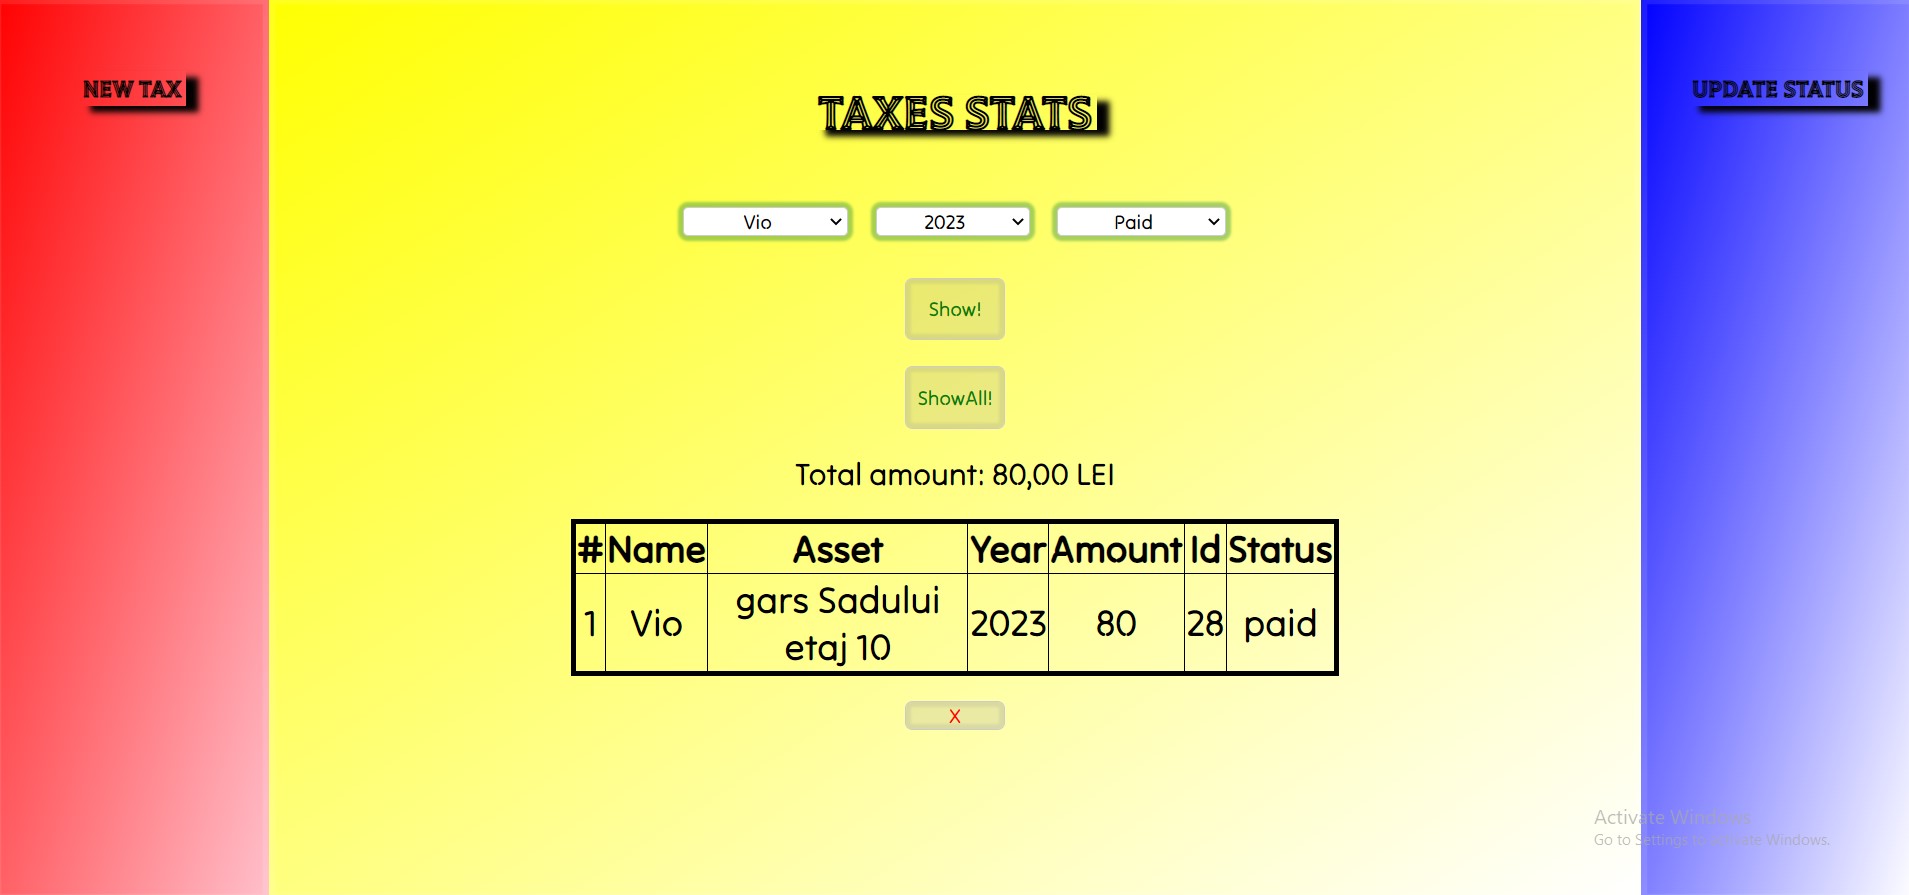 NEW TAX
TAXES STATS
UPDATE STATUS
Vio 2023 Paid
Show!
ShowAll!
Total amount: 80,00 LEI
# Name Asset Year Amount Id Status
1 Vio gars Sadului etaj 10 2023 80 28 paid
X
Activate Windows
Go to Settings to activate Windows.